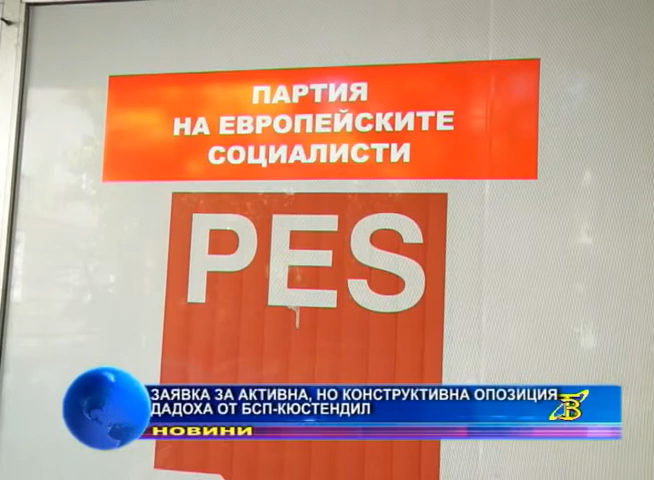 ПАРТИЯ
НА ЕВРОПЕЙСКИТЕ
СОЦИАЛИСТИ
PES
ЗАЯВКА ЗА АКТИВНА, НО КОНСТРУКТИВНА ОПОЗИЦИЯ
ДАДОХА ОТ БСП-КЮСТЕНДИЛ
НОВИНИ